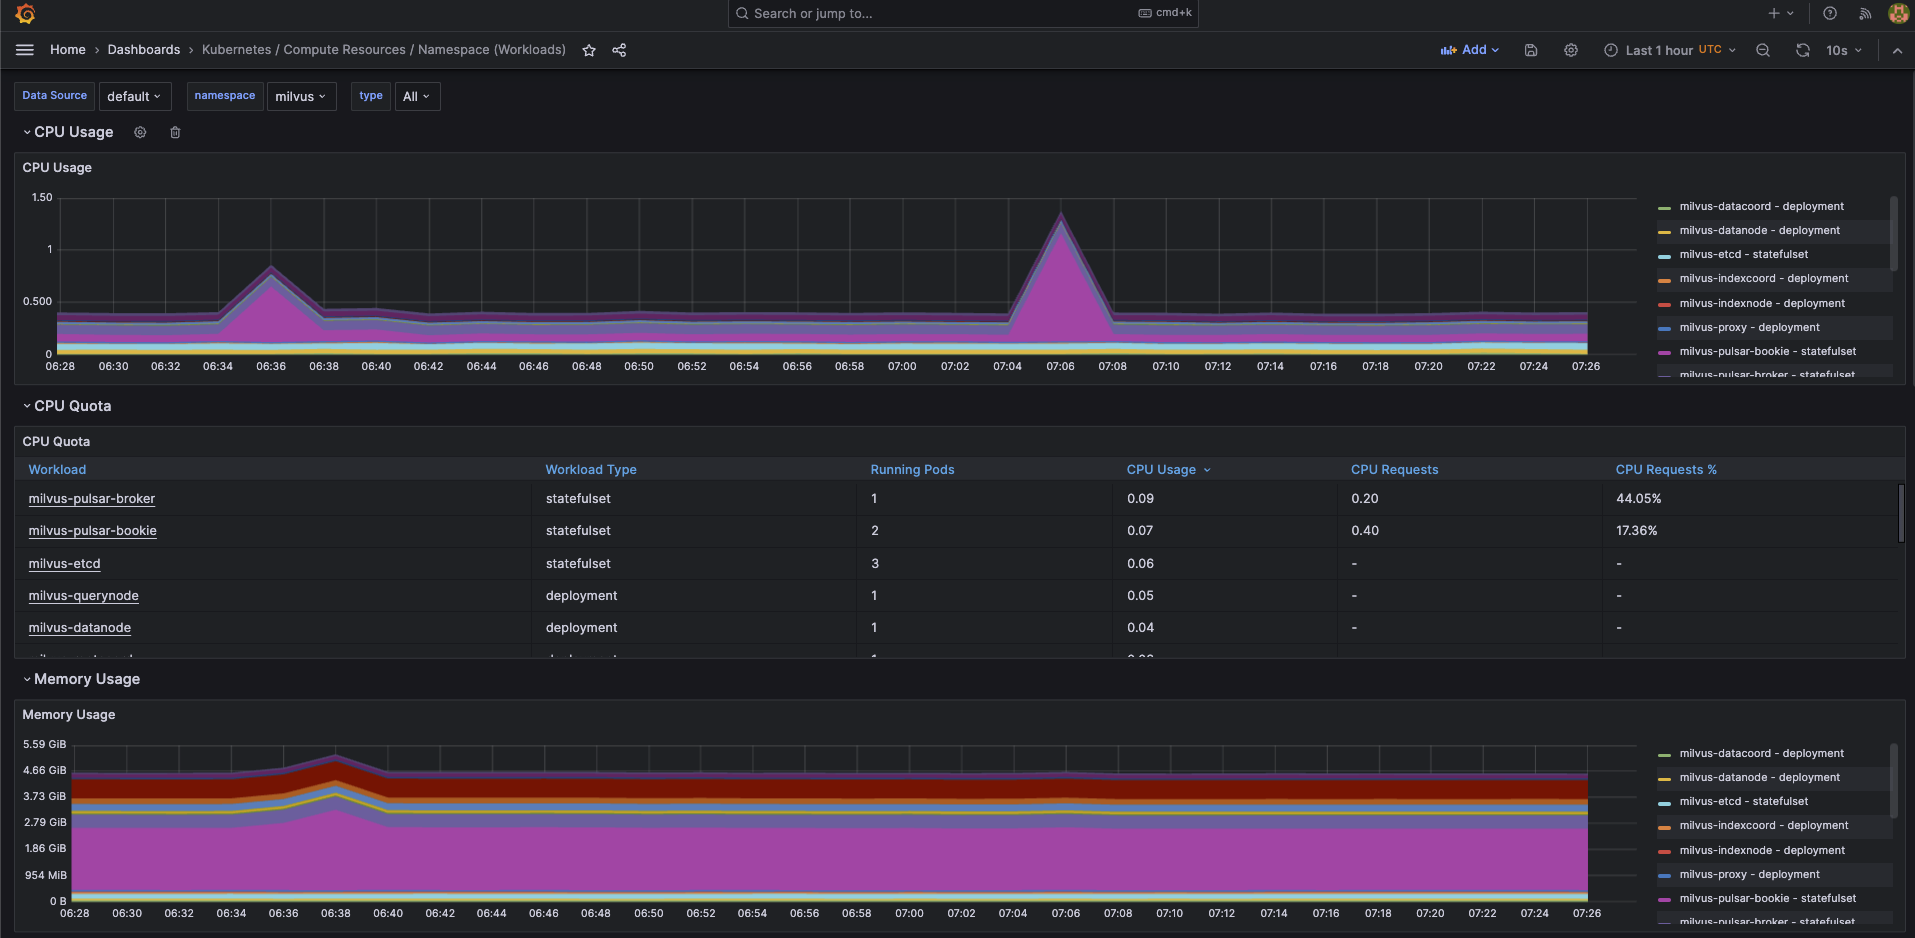 Search or jump to... cmd+k
Home › Dashboards › Kubernetes / Compute Resources / Namespace (Workloads)
Add Last 1 hour UTC 10s
Data Source default namespace milvus type All
CPU Usage
CPU Usage
1.50
1
0.500
0
06:28 06:30 06:32 06:34 06:36 06:38 06:40 06:42 06:44 06:46 06:48 06:50 06:52 06:54 06:56 06:58 07:00 07:02 07:04 07:06 07:08 07:10 07:12 07:14 07:16 07:18 07:20 07:22 07:24 07:26
milvus-datacoord - deployment
milvus-datanode - deployment
milvus-etcd - statefulset
milvus-indexcoord - deployment
milvus-indexnode - deployment
milvus-proxy - deployment
milvus-pulsar-bookie - statefulset
milvus-pulsar-broker - statefulset
CPU Quota
CPU Quota
Workload Workload Type Running Pods CPU Usage CPU Requests CPU Requests %
milvus-pulsar-broker statefulset 1 0.09 0.20 44.05%
milvus-pulsar-bookie statefulset 2 0.07 0.40 17.36%
milvus-etcd statefulset 3 0.06 - -
milvus-querynode deployment 1 0.05 - -
milvus-datanode deployment 1 0.04 - -
Memory Usage
Memory Usage
5.59 GiB
4.66 GiB
3.73 GiB
2.79 GiB
1.86 GiB
954 MiB
0 B
06:28 06:30 06:32 06:34 06:36 06:38 06:40 06:42 06:44 06:46 06:48 06:50 06:52 06:54 06:56 06:58 07:00 07:02 07:04 07:06 07:08 07:10 07:12 07:14 07:16 07:18 07:20 07:22 07:24 07:26
milvus-datacoord - deployment
milvus-datanode - deployment
milvus-etcd - statefulset
milvus-indexcoord - deployment
milvus-indexnode - deployment
milvus-proxy - deployment
milvus-pulsar-bookie - statefulset
milvus-pulsar-broker - statefulset